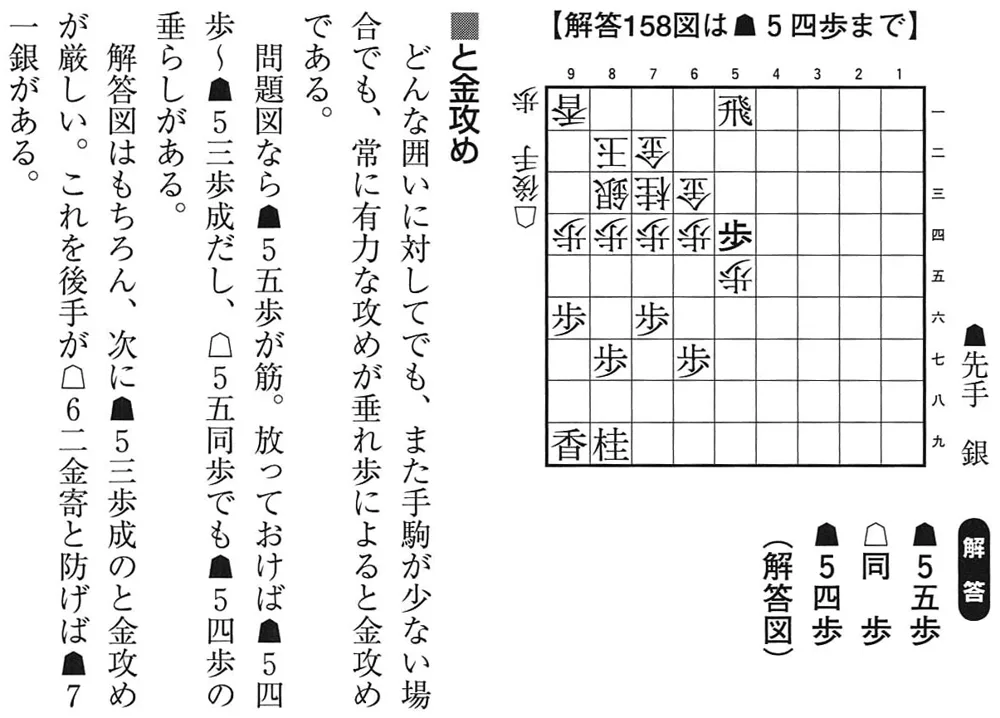 【解答158図は☗5四歩まで】
9 8 7 6 5 4 3 2 1
香 飛 一
王 金 二
銀 桂 金 三
歩 歩 歩 歩 歩 四
歩 五
歩 歩 六
歩 歩 七
八
香 桂 九
☖後手 歩
☗先手 銀
解答
☗5五歩
☖同 歩
☗5四歩
(解答図)
■と金攻め
どんな囲いに対してでも、また手駒が少ない場
合でも、常に有力な攻めが垂れ歩によると金攻め
である。
問題図なら☗5五歩が筋。放っておけば☗5四
歩~☗5三歩成だし、☖5五同歩でも☗5四歩の
垂らしがある。
解答図はもちろん、次に☗5三歩成のと金攻め
が厳しい。これを後手が☖6二金寄と防げば☗7
一銀がある。